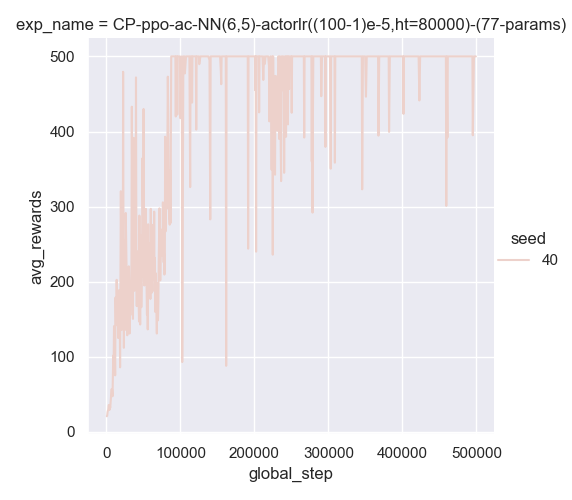 exp_name = CP-ppo-ac-NN(6,5)-actorlr((100-1)e-5,ht=80000)-(77-params)
500
400
300
200
100
0
avg_rewards
0 100000 200000 300000 400000 500000
global_step
seed
40